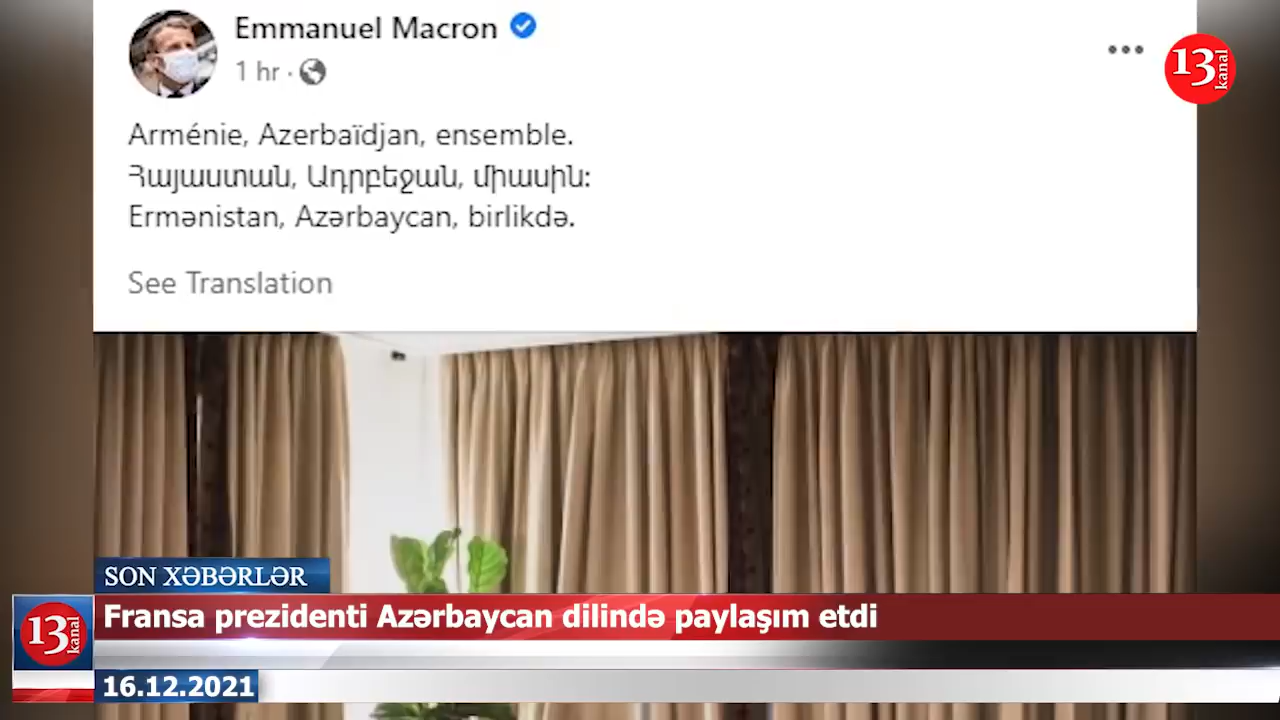 Emmanuel Macron
1 hr ·
13 kanal
Arménie, Azerbaïdjan, ensemble.
Հայաստան, Ադրբեջան, միասին:
Ermənistan, Azərbaycan, birlikdə.
See Translation
SON XƏBƏRLƏR
Fransa prezidenti Azərbaycan dilində paylaşım etdi
13 kanal
16.12.2021